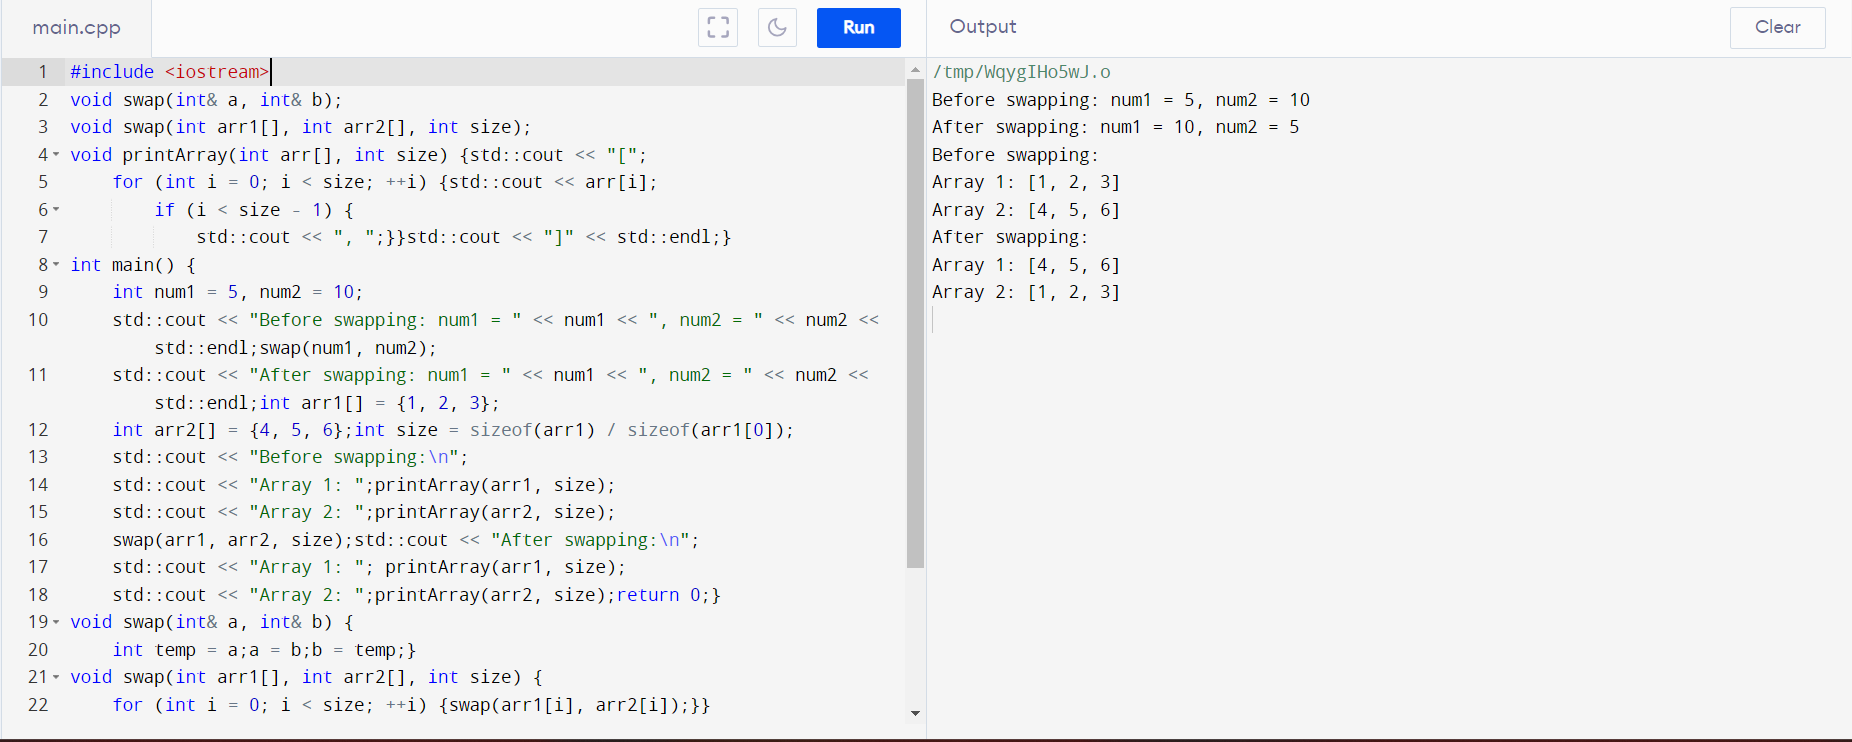 main.cpp
Run
Output
Clear
1 #include <iostream>
2 void swap(int& a, int& b);
3 void swap(int arr1[], int arr2[], int size);
4 void printArray(int arr[], int size) {std::cout << "[";
5     for (int i = 0; i < size; ++i) {std::cout << arr[i];
6         if (i < size - 1) {
7             std::cout << ", ";}}std::cout << "]" << std::endl;}
8 int main() {
9     int num1 = 5, num2 = 10;
10     std::cout << "Before swapping: num1 = " << num1 << ", num2 = " << num2 <<
        std::endl;swap(num1, num2);
11     std::cout << "After swapping: num1 = " << num1 << ", num2 = " << num2 <<
        std::endl;int arr1[] = {1, 2, 3};
12     int arr2[] = {4, 5, 6};int size = sizeof(arr1) / sizeof(arr1[0]);
13     std::cout << "Before swapping:\n";
14     std::cout << "Array 1: ";printArray(arr1, size);
15     std::cout << "Array 2: ";printArray(arr2, size);
16     swap(arr1, arr2, size);std::cout << "After swapping:\n";
17     std::cout << "Array 1: "; printArray(arr1, size);
18     std::cout << "Array 2: ";printArray(arr2, size);return 0;}
19 void swap(int& a, int& b) {
20     int temp = a;a = b;b = temp;}
21 void swap(int arr1[], int arr2[], int size) {
22     for (int i = 0; i < size; ++i) {swap(arr1[i], arr2[i]);}}
/tmp/WqygIHo5wJ.o
Before swapping: num1 = 5, num2 = 10
After swapping: num1 = 10, num2 = 5
Before swapping:
Array 1: [1, 2, 3]
Array 2: [4, 5, 6]
After swapping:
Array 1: [4, 5, 6]
Array 2: [1, 2, 3]